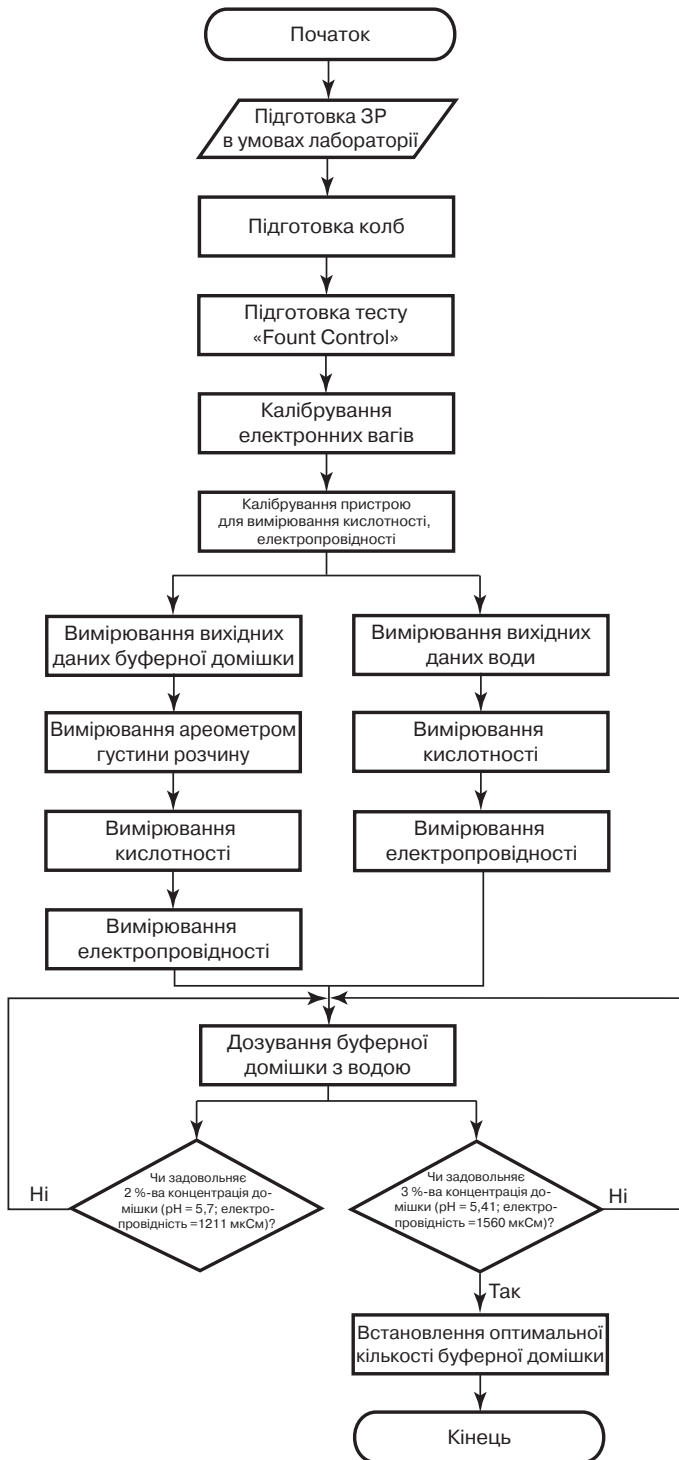 Початок
Підготовка ЗР
в умовах лабораторії
Підготовка колб
Підготовка тесту
«Fount Control»
Калібрування
електронних вагів
Калібрування пристрою
для вимірювання кислотності,
електропровідності
Вимірювання вихідних
даних буферної домішки
Вимірювання ареометром
густини розчину
Вимірювання
кислотності
Вимірювання
електропровідності
Вимірювання вихідних
даних води
Вимірювання
кислотності
Вимірювання
електропровідності
Дозування буферної
домішки з водою
Ні
Чи задовольняє
2 %-ва концентрація до-
мішки (pH = 5,7; електро-
провідність =1211 мкСм)?
Чи задовольняє
3 %-ва концентрація до-
мішки (pH = 5,41; електро-
провідність =1560 мкСм)?
Ні
Так
Встановлення оптимальної
кількості буферної домішки
Кінець